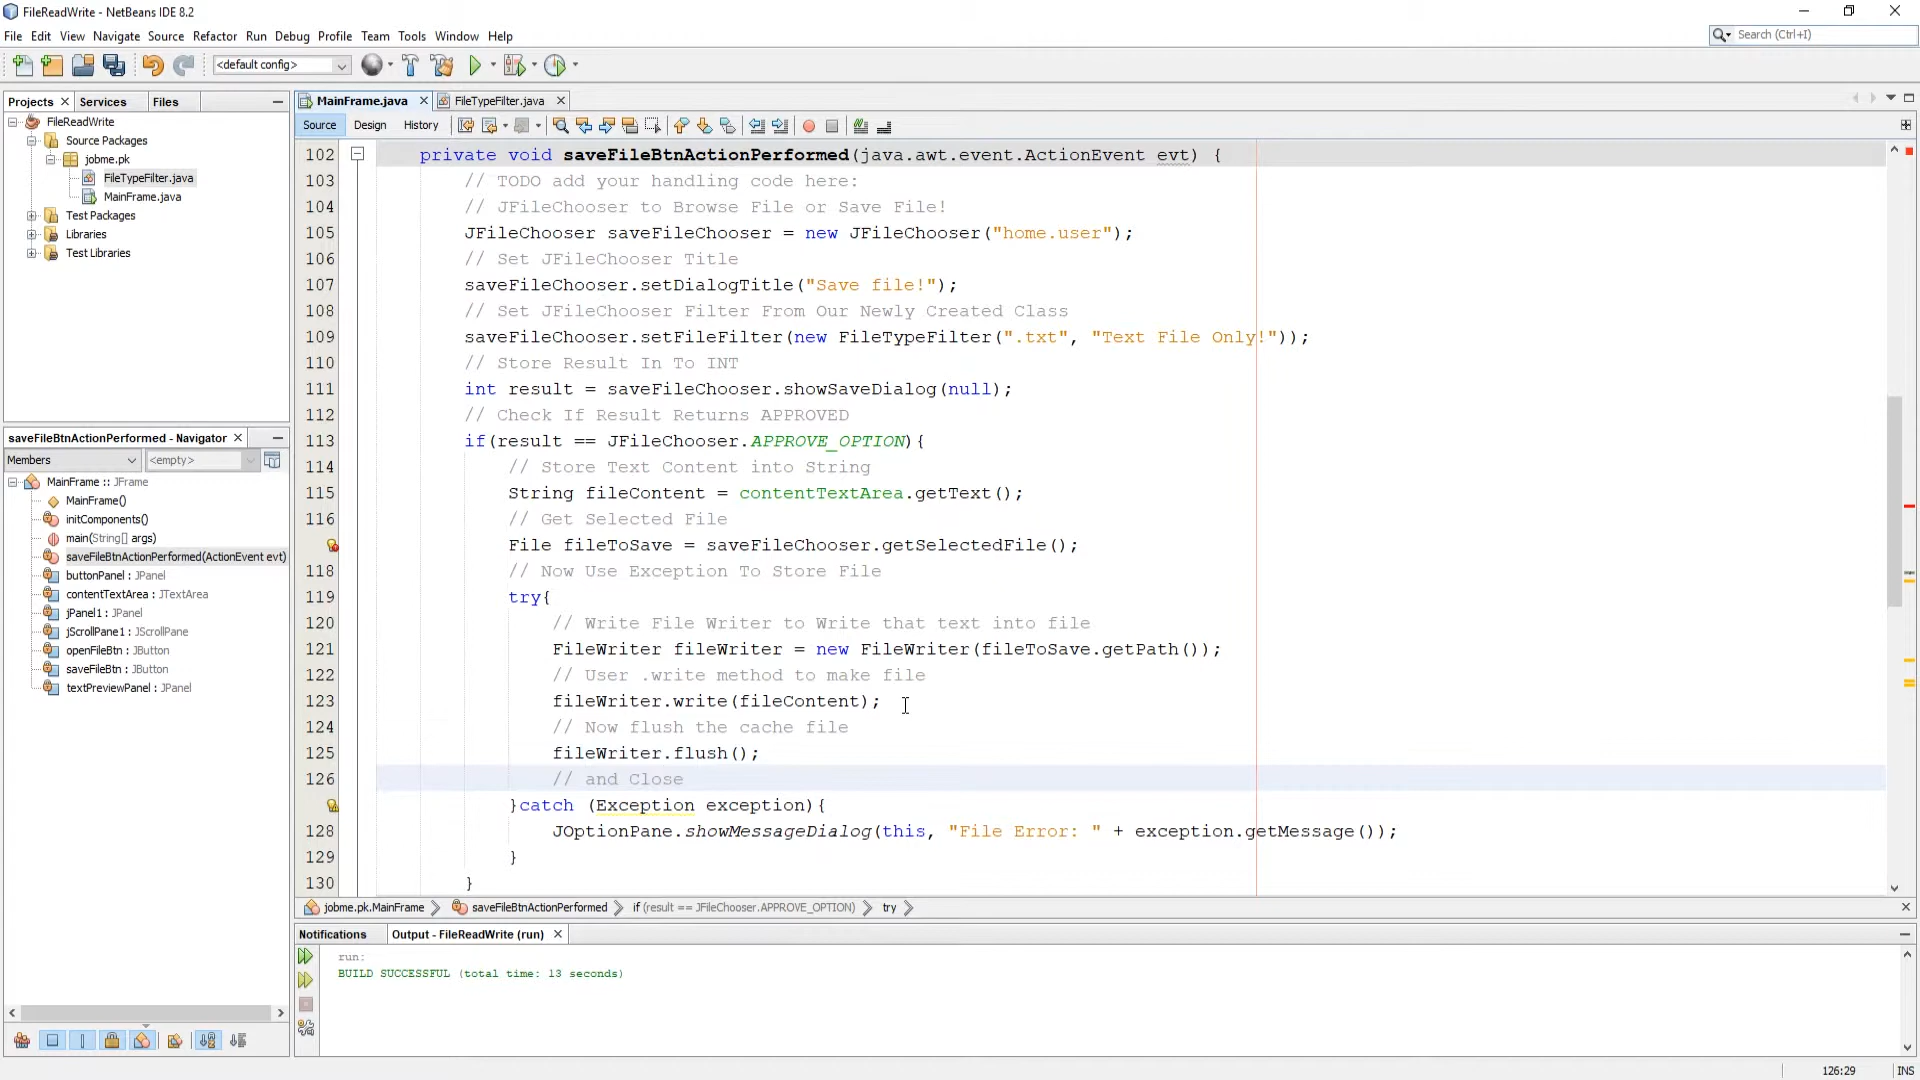 FileReadWrite - NetBeans IDE 8.2
File Edit View Navigate Source Refactor Run Debug Profile Team Tools Window Help
Search (Ctrl+I)
<default config>
Projects Services Files
FileReadWrite
Source Packages
jobme.pk
FileTypeFilter.java
MainFrame.java
Test Packages
Libraries
Test Libraries
saveFileBtnActionPerformed - Navigator
Members <empty>
MainFrame :: JFrame
MainFrame()
initComponents()
main(String[] args)
saveFileBtnActionPerformed(ActionEvent evt)
buttonPanel : JPanel
contentTextArea : JTextArea
jPanel1 : JPanel
jScrollPane1 : JScrollPane
openFileBtn : JButton
saveFileBtn : JButton
textPreviewPanel : JPanel
MainFrame.java FileTypeFilter.java
Source Design History
102 private void saveFileBtnActionPerformed(java.awt.event.ActionEvent evt) {
103 // TODO add your handling code here:
104 // JFileChooser to Browse File or Save File!
105 JFileChooser saveFileChooser = new JFileChooser("home.user");
106 // Set JFileChooser Title
107 saveFileChooser.setDialogTitle("Save file!");
108 // Set JFileChooser Filter From Our Newly Created Class
109 saveFileChooser.setFileFilter(new FileTypeFilter(".txt", "Text File Only!"));
110 // Store Result In To INT
111 int result = saveFileChooser.showSaveDialog(null);
112 // Check If Result Returns APPROVED
113 if(result == JFileChooser.APPROVE_OPTION){
114 // Store Text Content into String
115 String fileContent = contentTextArea.getText();
116 // Get Selected File
File fileToSave = saveFileChooser.getSelectedFile();
118 // Now Use Exception To Store File
119 try{
120 // Write File Writer to Write that text into file
121 FileWriter fileWriter = new FileWriter(fileToSave.getPath());
122 // User .write method to make file
123 fileWriter.write(fileContent);
124 // Now flush the cache file
125 fileWriter.flush();
126 // and Close
}catch (Exception exception){
128 JOptionPane.showMessageDialog(this, "File Error: " + exception.getMessage());
129 }
130 }
jobme.pk.MainFrame saveFileBtnActionPerformed if (result == JFileChooser.APPROVE_OPTION) try
Notifications Output - FileReadWrite (run)
run:
BUILD SUCCESSFUL (total time: 13 seconds)
126:29 INS